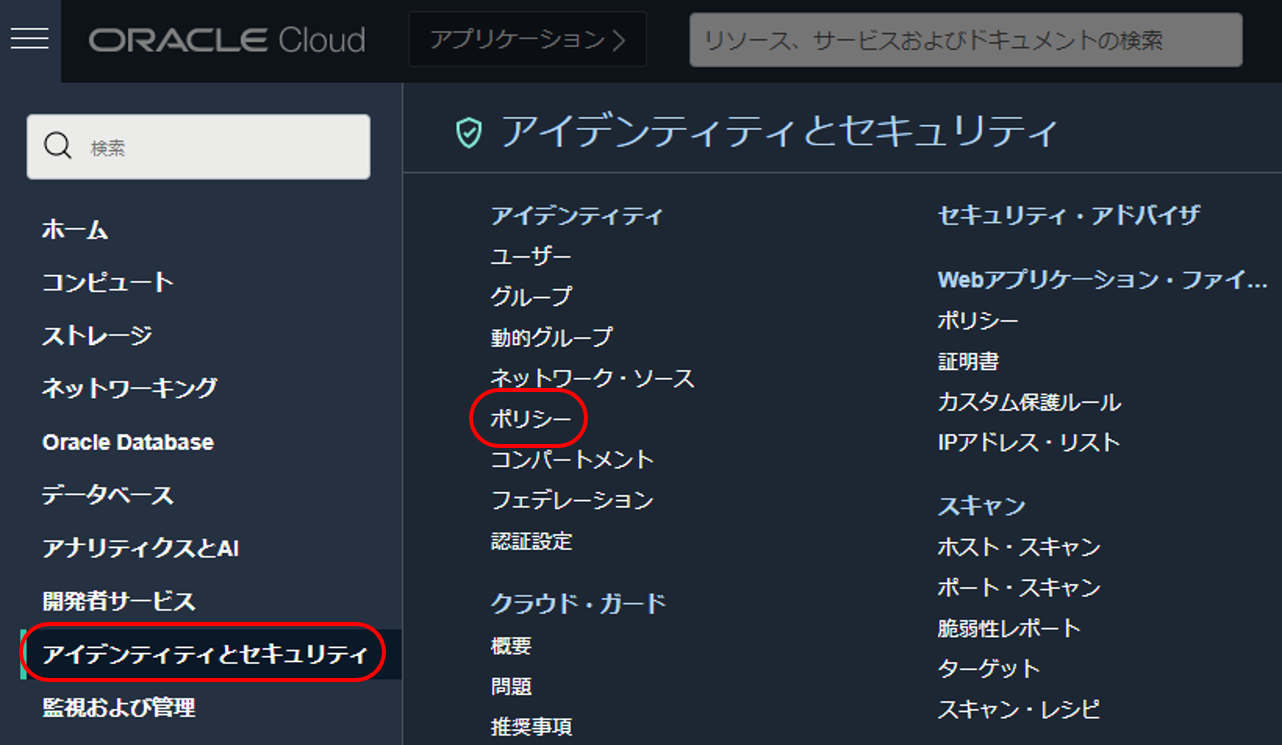 ORACLE Cloud
アプリケーション
リソース、サービスおよびドキュメントの検索
検索
ホーム
コンピュート
ストレージ
ネットワーキング
Oracle Database
データベース
アナリティクスとAI
開発者サービス
アイデンティティとセキュリティ
監視および管理
アイデンティティとセキュリティ
アイデンティティ
ユーザー
グループ
動的グループ
ネットワーク・ソース
ポリシー
コンパートメント
フェデレーション
認証設定
クラウド・ガード
概要
問題
推奨事項
セキュリティ・アドバイザ
Webアプリケーション・ファイ...
ポリシー
証明書
カスタム保護ルール
IPアドレス・リスト
スキャン
ホスト・スキャン
ポート・スキャン
脆弱性レポート
ターゲット
スキャン・レシピ